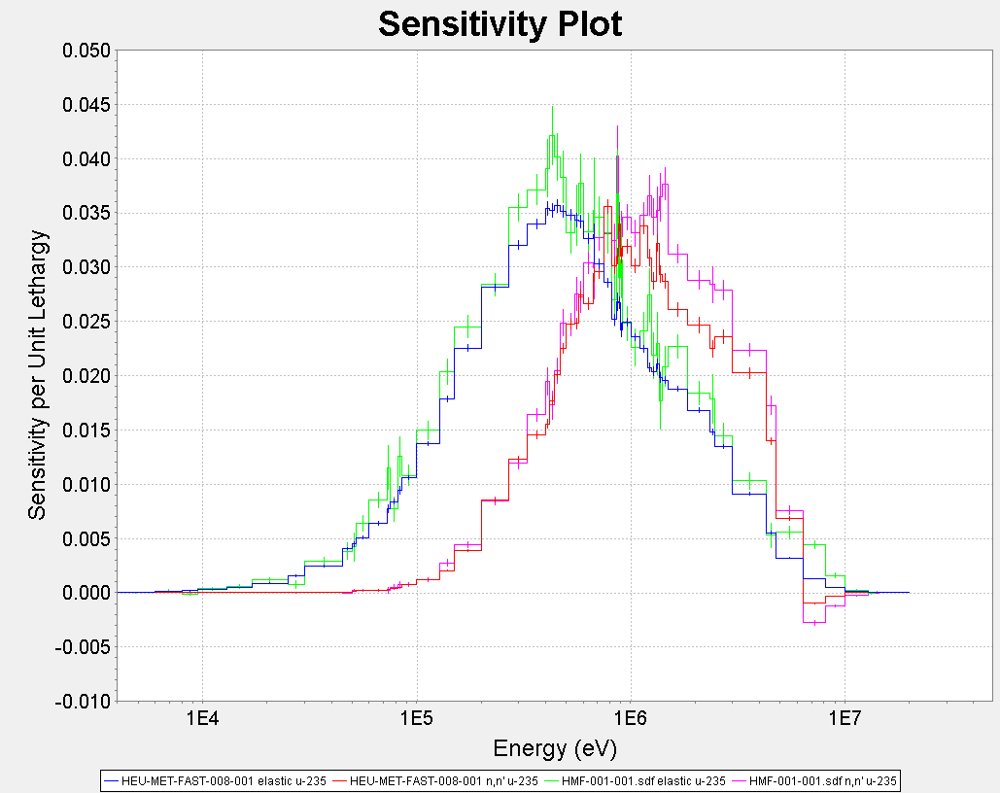 Sensitivity Plot
Sensitivity per Unit Lethargy
0.050
0.045
0.040
0.035
0.030
0.025
0.020
0.015
0.010
0.005
0.000
-0.005
-0.010
1E4 1E5 1E6 1E7
Energy (eV)
HEU-MET-FAST-008-001 elastic u-235 HEU-MET-FAST-008-001 n,n' u-235 HMF-001-001.sdf elastic u-235 HMF-001-001.sdf n,n' u-235